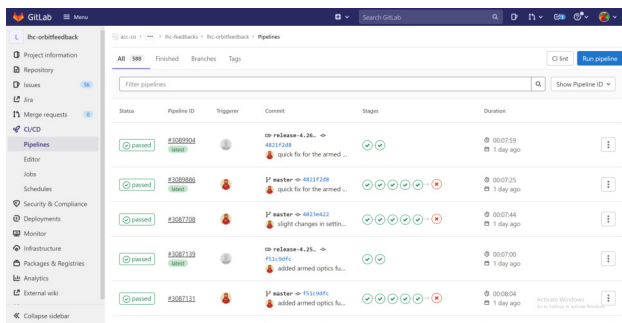 GitLab Menu Search GitLab
L lhc-orbitfeedback
acc-co › ··· › lhc-feedbacks › lhc-orbitfeedback › Pipelines
Project information
Repository
Issues 56
Jira
Merge requests 0
CI/CD
Pipelines
Editor
Jobs
Schedules
Security & Compliance
Deployments
Monitor
Infrastructure
Packages & Registries
Analytics
External wiki
Collapse sidebar
All 588 Finished Branches Tags CI lint Run pipeline
Filter pipelines Show Pipeline ID
Status Pipeline ID Triggerer Commit Stages Duration
passed #3089904 latest
release-4.26…
4821f2d8
quick fix for the armed ...
00:07:59
1 day ago
passed #3089886 latest
master 4821f2d8
quick fix for the armed ...
00:07:25
1 day ago
passed #3087708
master 4023e422
slight changes in settin...
00:07:44
1 day ago
passed #3087139 latest
release-4.25…
f51c9dfc
added armed optics fu...
00:07:00
1 day ago
passed #3087131
master f51c9dfc
added armed optics fu...
00:08:04
1 day ago
Activate Windows